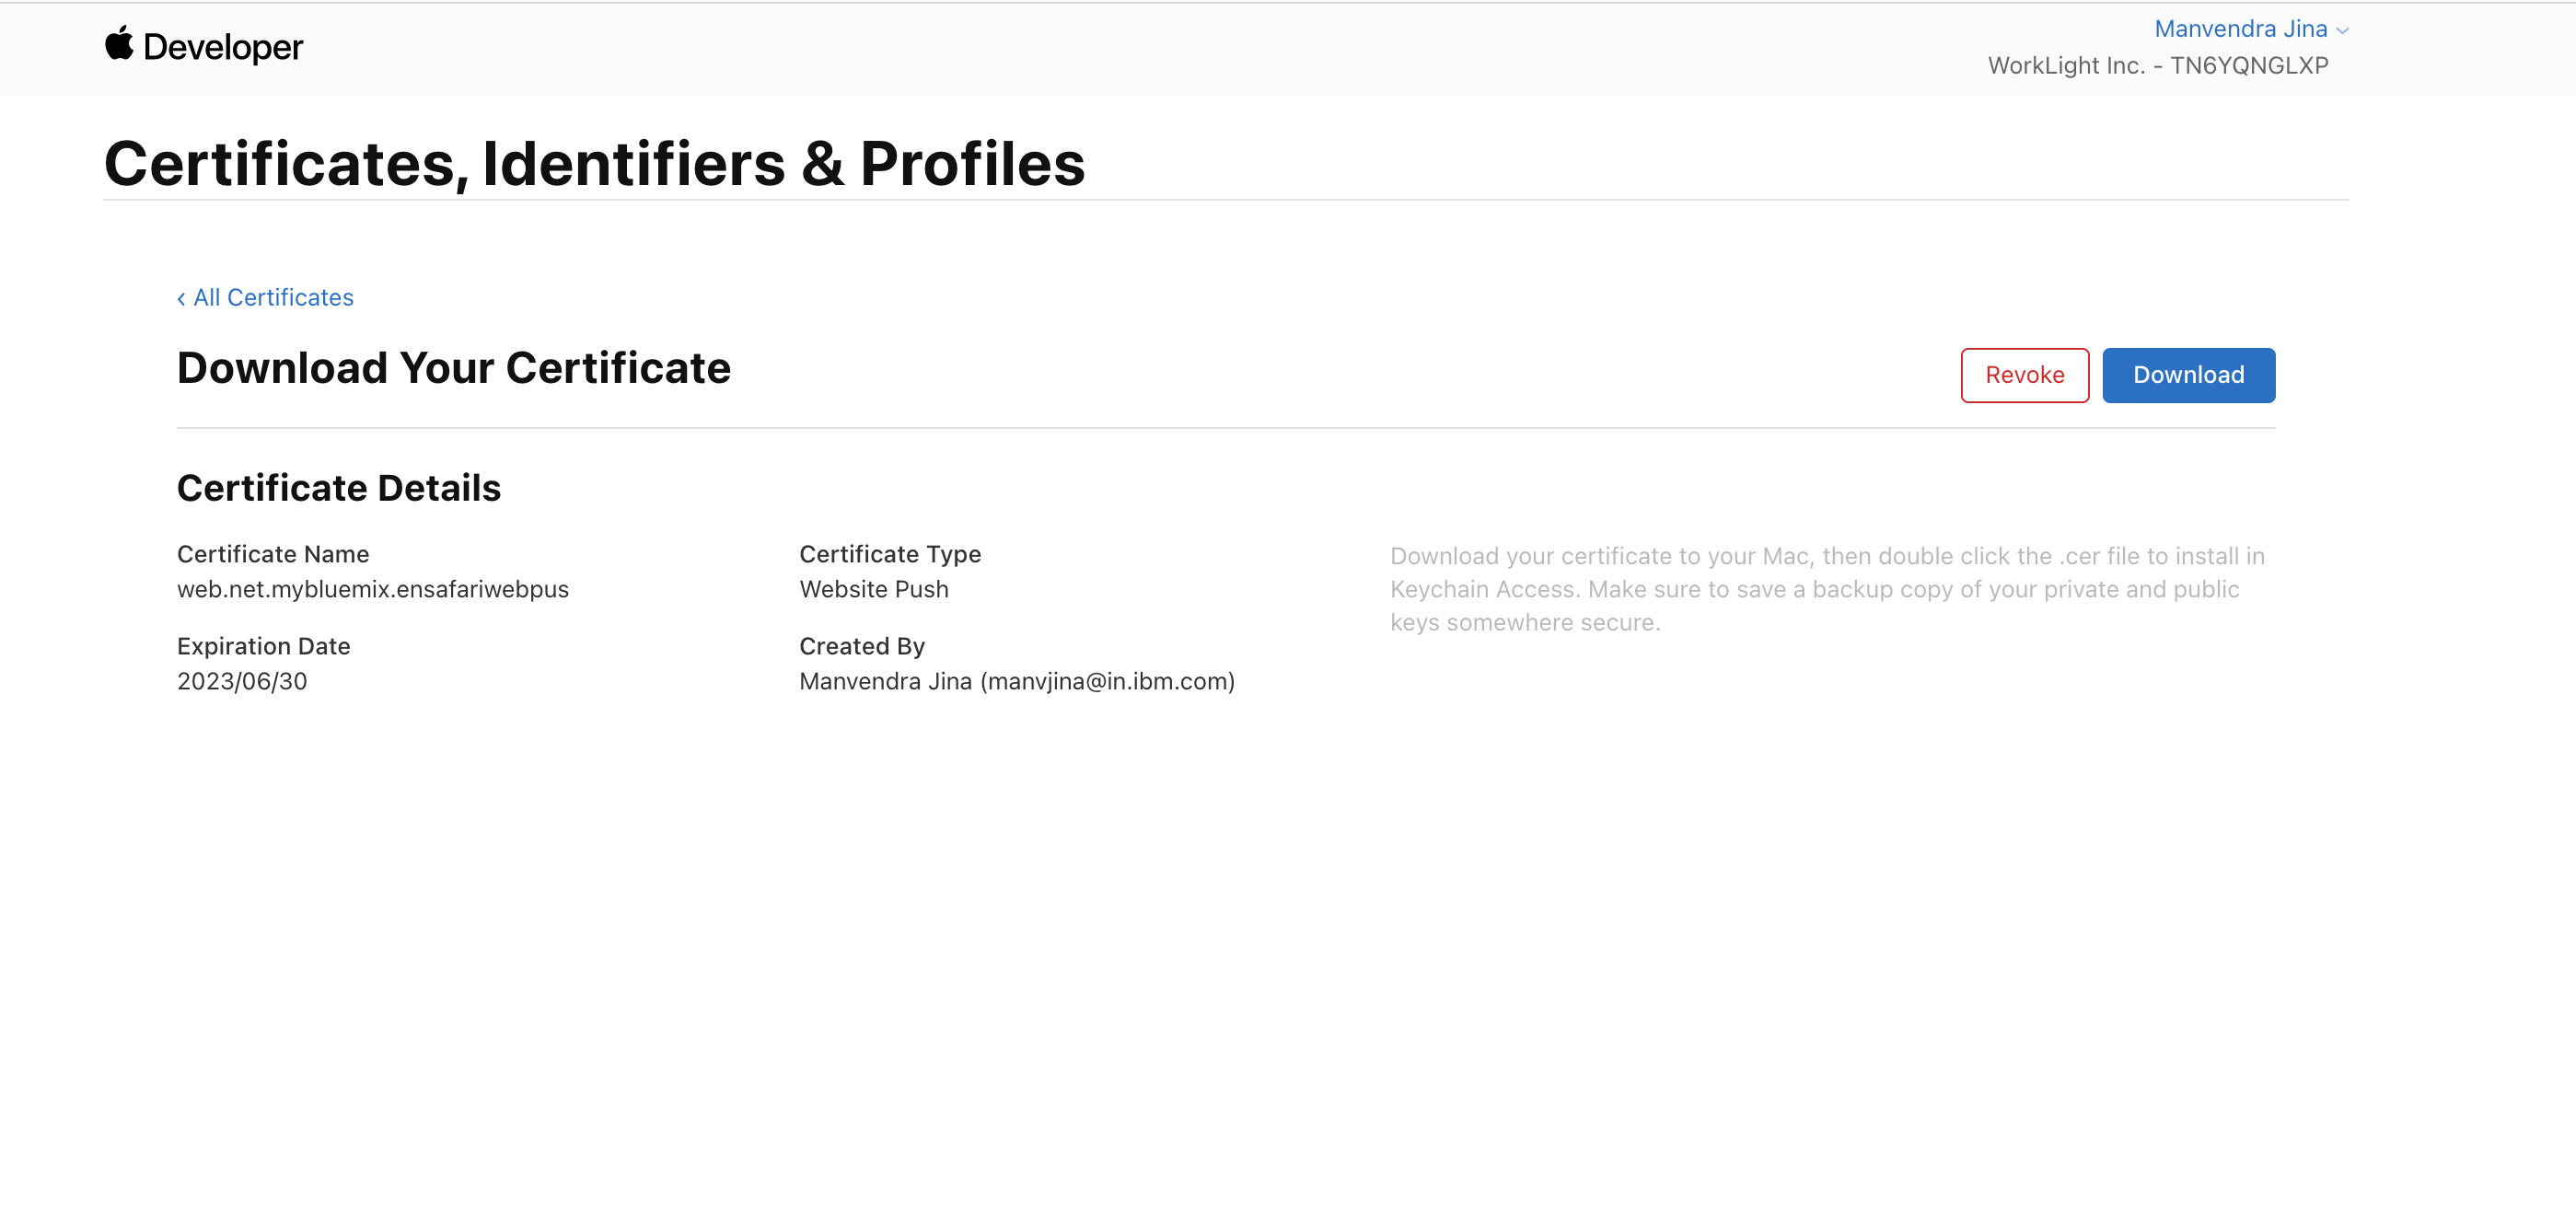 Developer
Manvendra Jina
WorkLight Inc. - TN6YQNGLXP
Certificates, Identifiers & Profiles
‹ All Certificates
Download Your Certificate
Revoke
Download
Certificate Details
Certificate Name
web.net.mybluemix.ensafariwebpus
Certificate Type
Website Push
Expiration Date
2023/06/30
Created By
Manvendra Jina (manvjina@in.ibm.com)
Download your certificate to your Mac, then double click the .cer file to install in
Keychain Access. Make sure to save a backup copy of your private and public
keys somewhere secure.